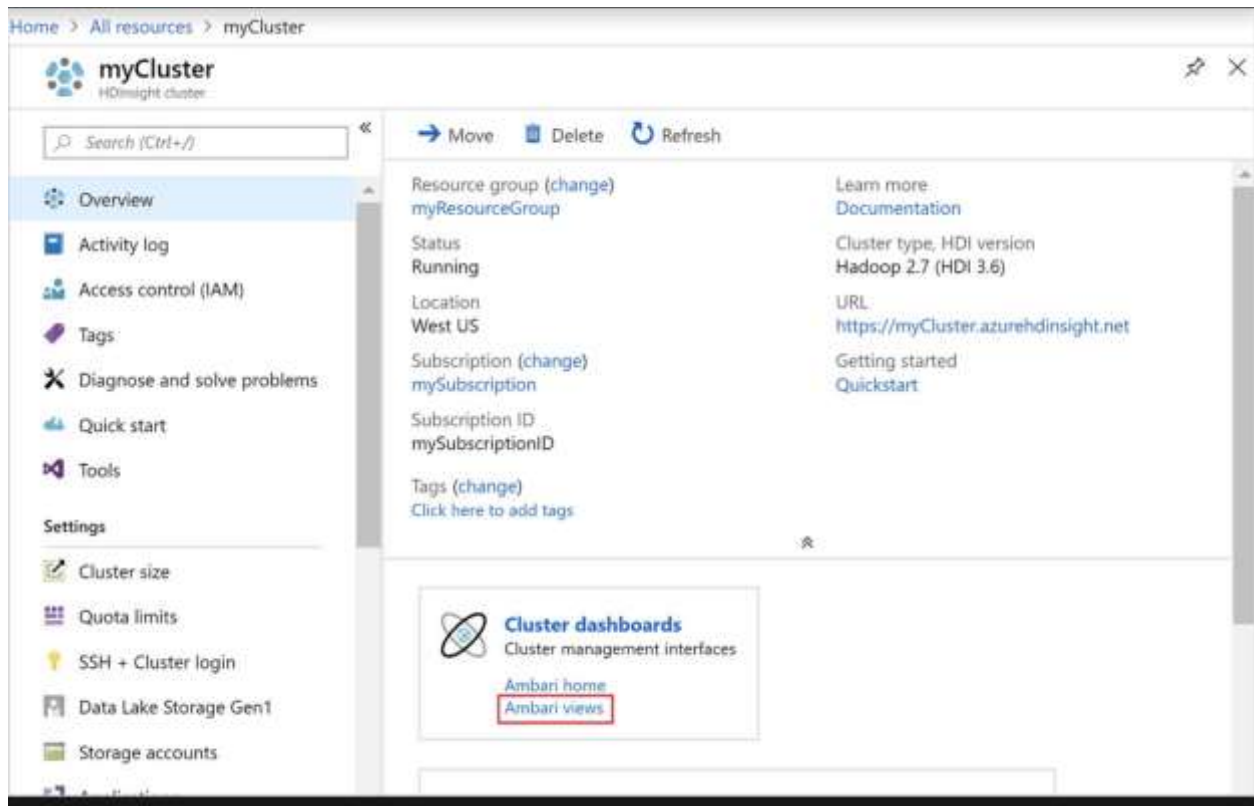 Home > All resources > myCluster
myCluster
HDInsight cluster
Search (Ctrl+/)
«
Overview
Activity log
Access control (IAM)
Tags
Diagnose and solve problems
Quick start
Tools
Settings
Cluster size
Quota limits
SSH + Cluster login
Data Lake Storage Gen1
Storage accounts
Move Delete Refresh
Resource group (change)
myResourceGroup
Status
Running
Location
West US
Subscription (change)
mySubscription
Subscription ID
mySubscriptionID
Tags (change)
Click here to add tags
Learn more
Documentation
Cluster type, HDI version
Hadoop 2.7 (HDI 3.6)
URL
https://myCluster.azurehdinsight.net
Getting started
Quickstart
Cluster dashboards
Cluster management interfaces
Ambari home
Ambari views